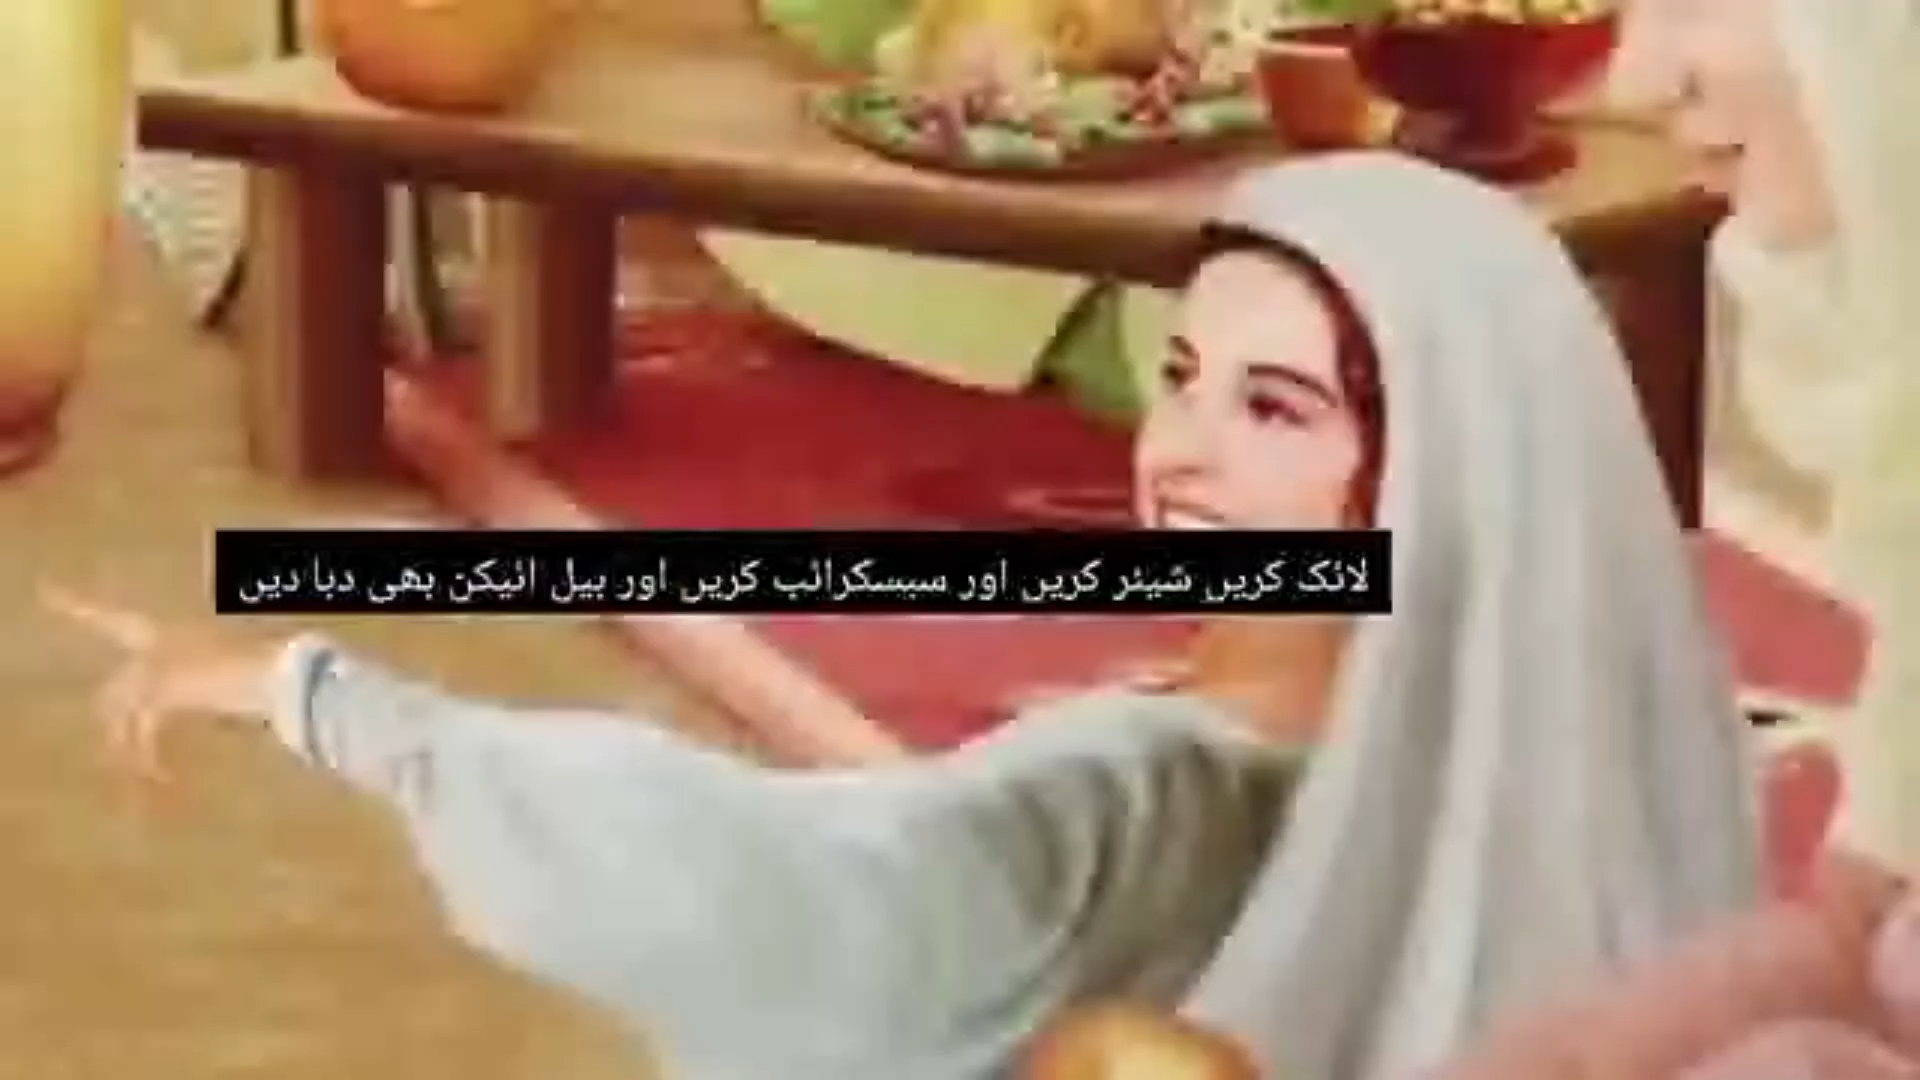 لائک کریں شیئر کریں اور سبسکرائب کریں اور بیل ائیکن بھی دبا دیں